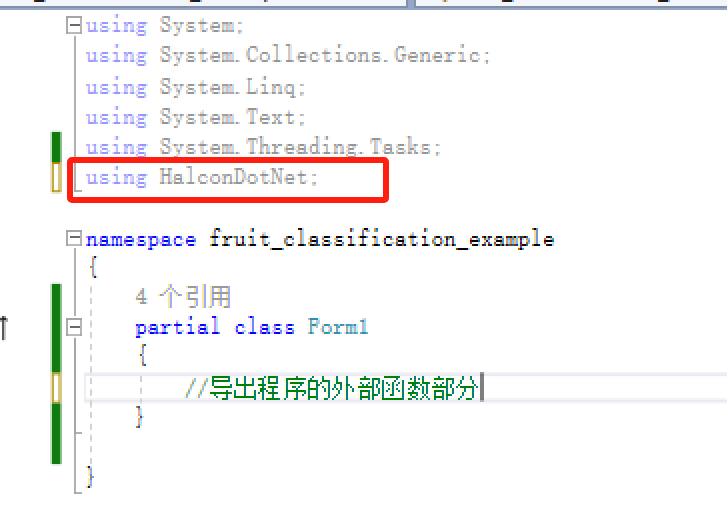 using System;
using System.Collections.Generic;
using System.Linq;
using System.Text;
using System.Threading.Tasks;
using HalconDotNet;
namespace fruit_classification_example
{
4 个引用
partial class Form1
{
//导出程序的外部函数部分
}
}